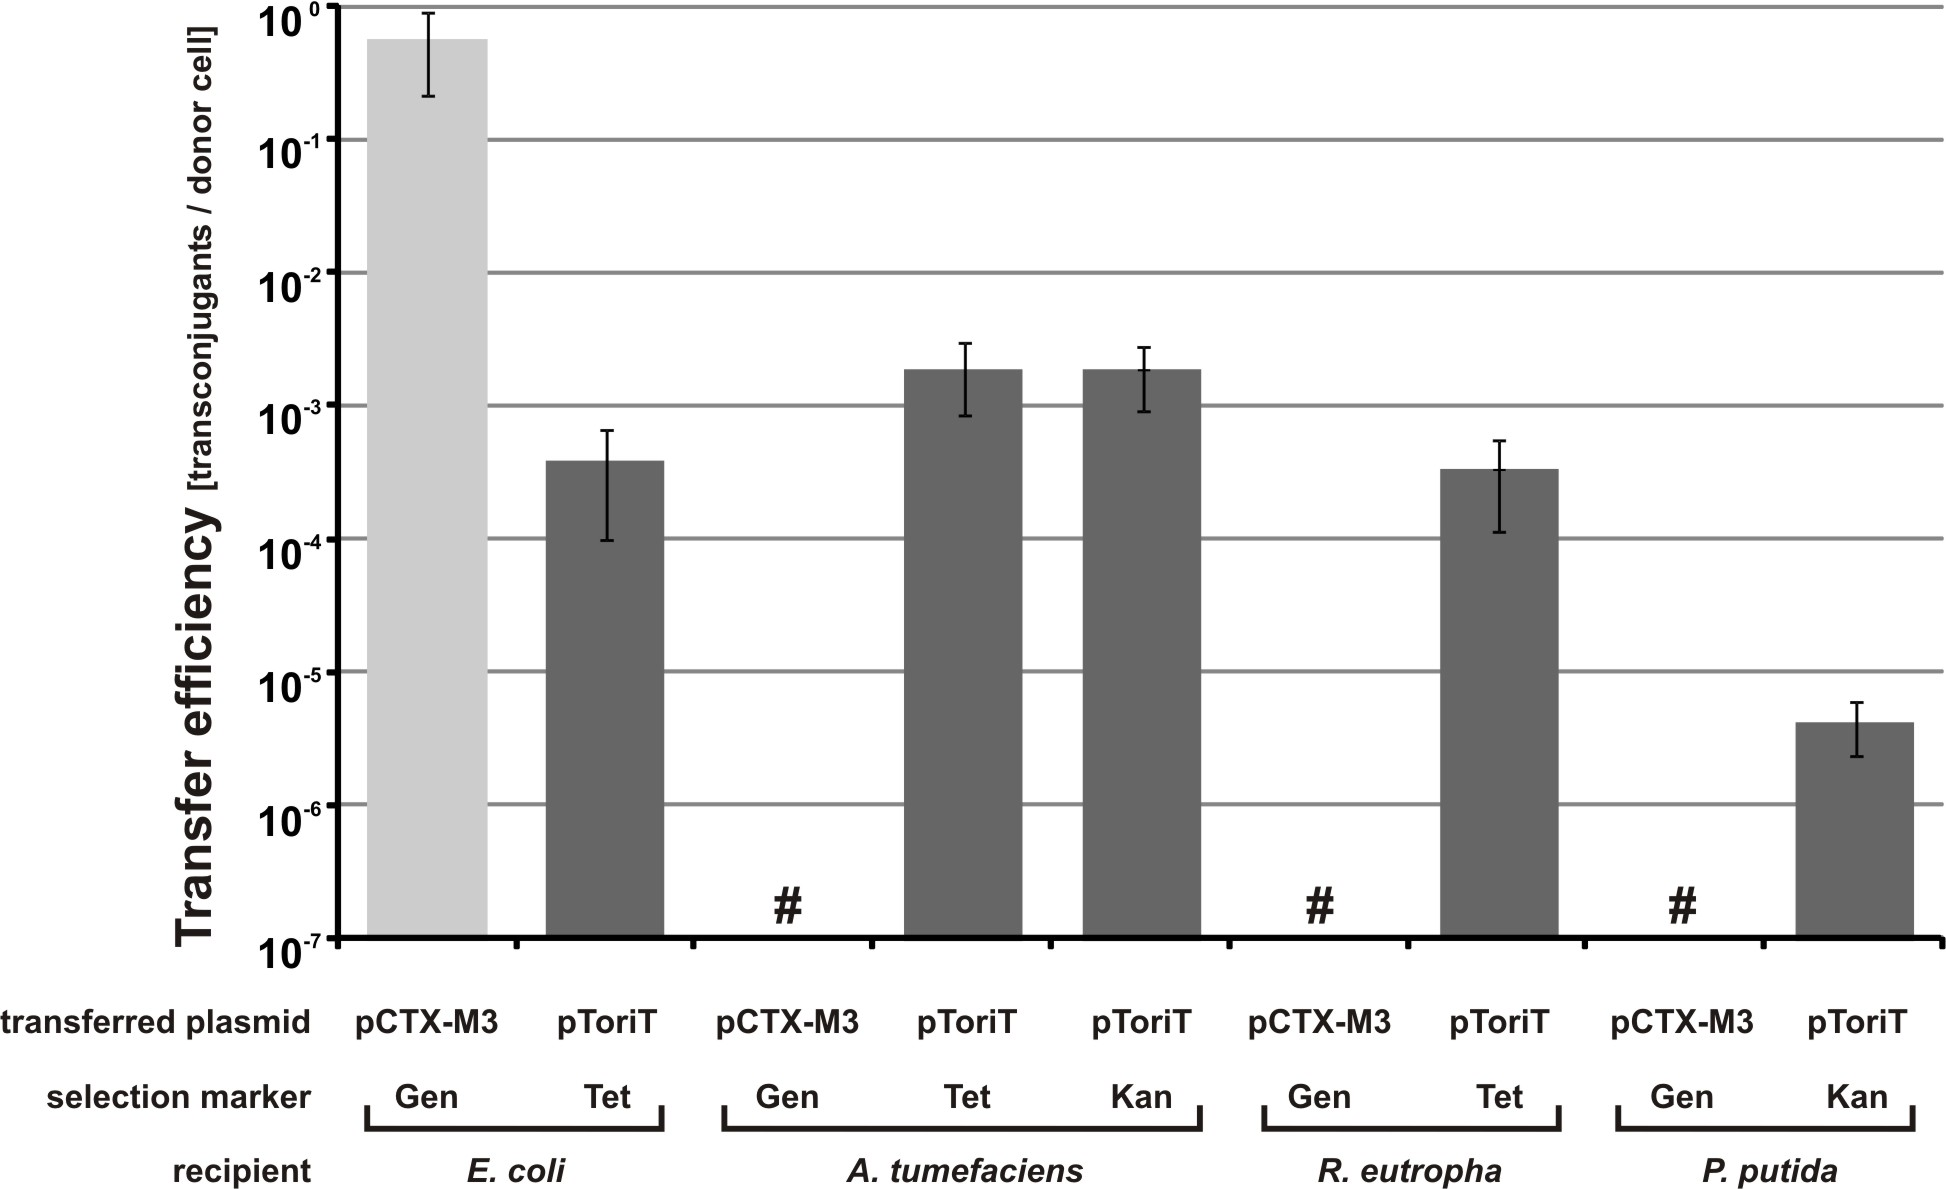 Transfer efficiency [transconjugants / donor cell]
10^0
10^-1
10^-2
10^-3
10^-4
10^-5
10^-6
10^-7
# # #
transferred plasmid pCTX-M3 pToriT pCTX-M3 pToriT pToriT pCTX-M3 pToriT pCTX-M3 pToriT
selection marker Gen Tet Gen Tet Kan Gen Tet Gen Kan
recipient E. coli A. tumefaciens R. eutropha P. putida